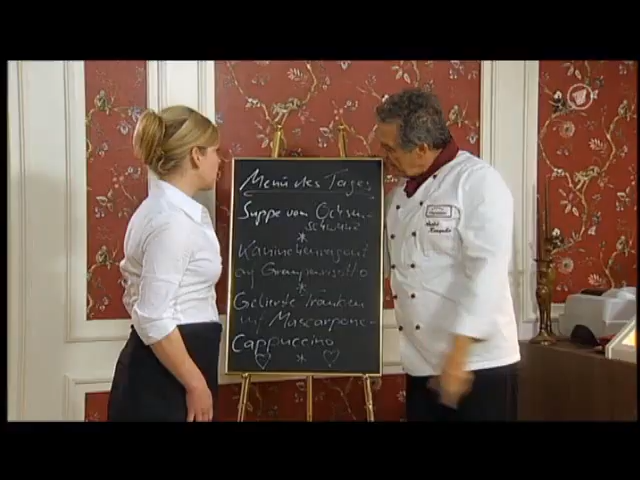 Menü des Tages
Suppe vom Ochsen-
schwanz
*
Kaninchenragout
auf Graupenrisotto
*
Gelierte Trauben
auf Mascarpone-
Cappuccino
♡ * ♡